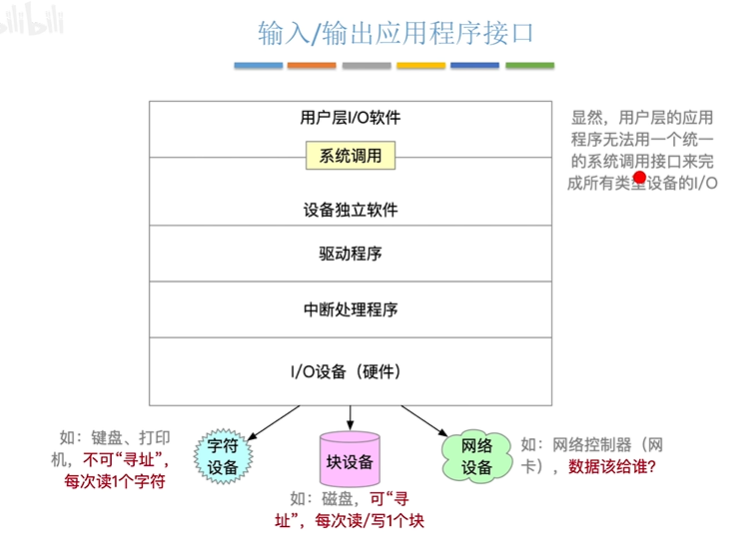 bilibili
输入/输出应用程序接口
用户层I/O软件
系统调用
设备独立软件
驱动程序
中断处理程序
I/O设备（硬件）
显然，用户层的应用
程序无法用一个统一
的系统调用接口来完
成所有类型设备的I/O
如：键盘、打印
机，不可“寻址”，
每次读1个字符
字符
设备
块设备
如：磁盘，可“寻
址”，每次读/写1个块
网络
设备
如：网络控制器（网
卡），数据该给谁？